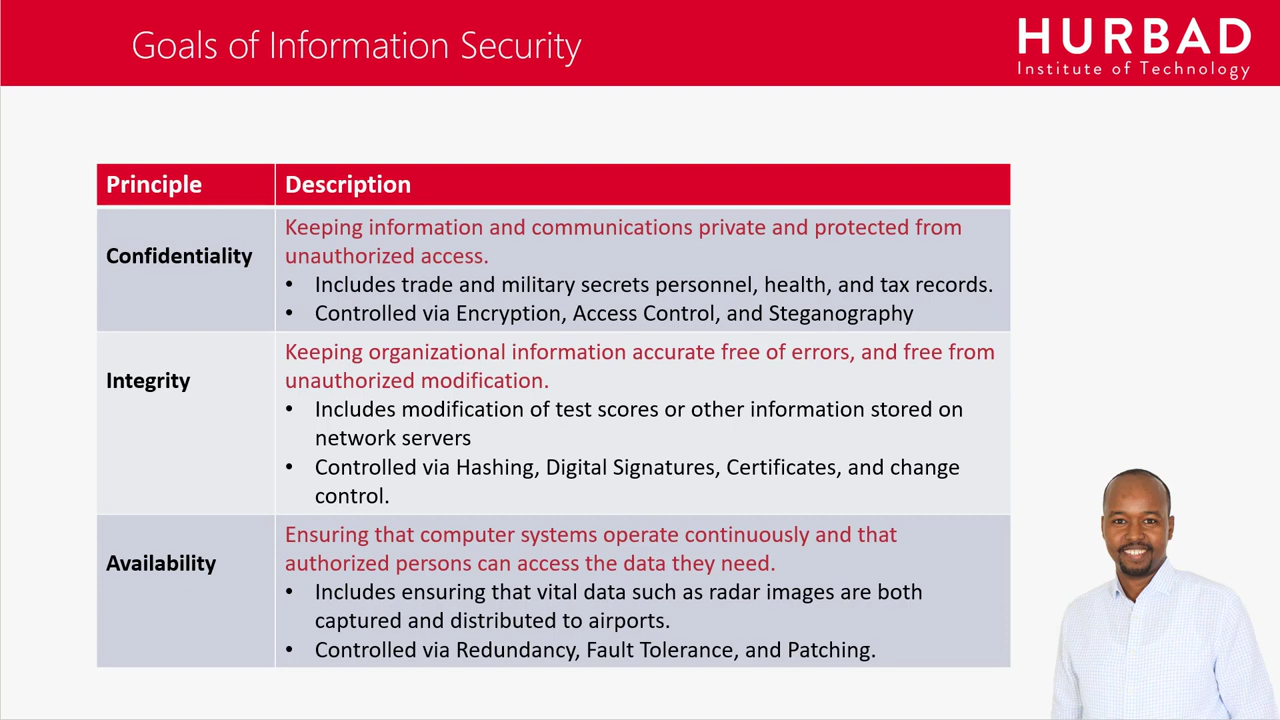 Goals of Information Security
HURBAD
Institute of Technology
Principle
Description
Confidentiality
Keeping information and communications private and protected from
unauthorized access.
• Includes trade and military secrets personnel, health, and tax records.
• Controlled via Encryption, Access Control, and Steganography
Integrity
Keeping organizational information accurate free of errors, and free from
unauthorized modification.
• Includes modification of test scores or other information stored on
network servers
• Controlled via Hashing, Digital Signatures, Certificates, and change
control.
Availability
Ensuring that computer systems operate continuously and that
authorized persons can access the data they need.
• Includes ensuring that vital data such as radar images are both
captured and distributed to airports.
• Controlled via Redundancy, Fault Tolerance, and Patching.